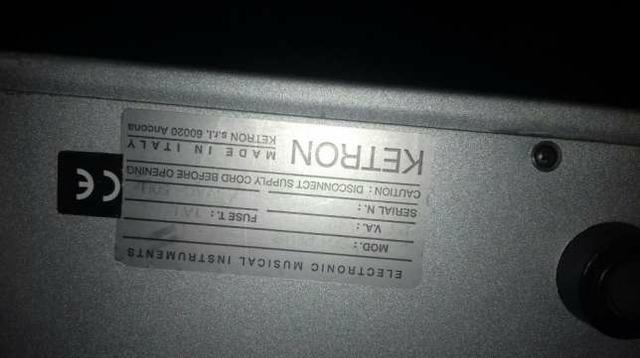 ELECTRONIC MUSICAL INSTRUMENTS
MOD.:
V.A.: FUSE T.:
SERIAL N.:
CAUTION: DISCONNECT SUPPLY CORD BEFORE OPENING
KETRON MADE IN ITALY
KETRON s.r.l. 60020 Ancona
CE